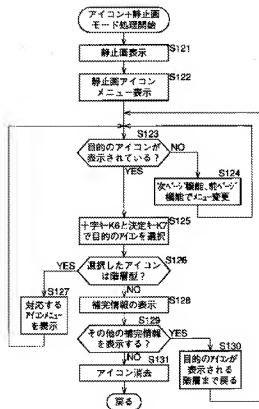 アイコン+静止画
モード処理開始
S121
静止画表示
S122
静止画アイコン
メニュー表示
S123
目的のアイコンが
表示されている?
NO
YES
S124
次ページ機能、前ページ
機能でメニュー変更
S125
十字キーK6と決定キーK7
で目的のアイコンを選択
S126
選択したアイコン
は階層型?
YES
NO
S127
対応する
アイコンメニュー
を表示
S128
補完情報の表示
S129
その他の補完情報
を表示する?
YES
NO
S130
目的のアイコンが
表示される
階層まで戻る
S131
アイコン消去
戻る